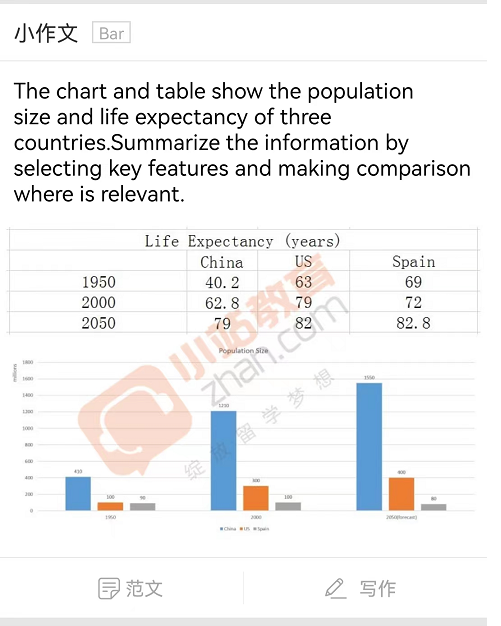 小作文 Bar
The chart and table show the population
size and life expectancy of three
countries.Summarize the information by
selecting key features and making comparison
where is relevant.
Life Expectancy (years)
China US Spain
1950 40.2 63 69
2000 62.8 79 72
2050 79 82 82.8
小站教育
zhan.com
绽放留学梦想
Population Size
millions
1800
1600
1400
1200
1000
800
600
400
200
0
410 100 90
1210 300 100
1550 400 80
1950 2000 2050(forecast)
China US Spain
范文 写作